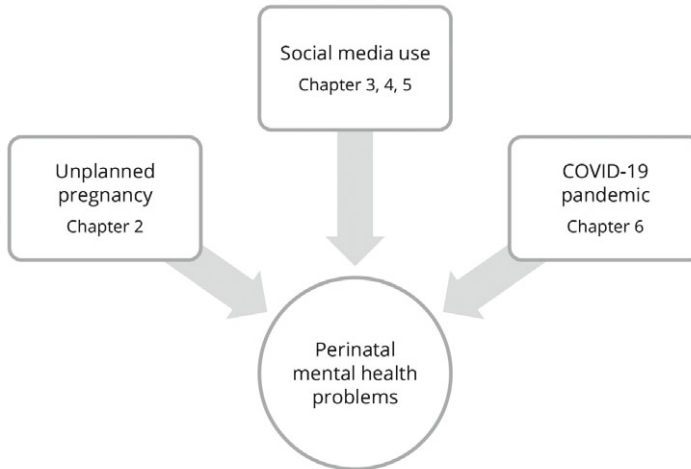 Social media use
Chapter 3, 4, 5
Unplanned
pregnancy
Chapter 2
COVID-19
pandemic
Chapter 6
Perinatal
mental health
problems